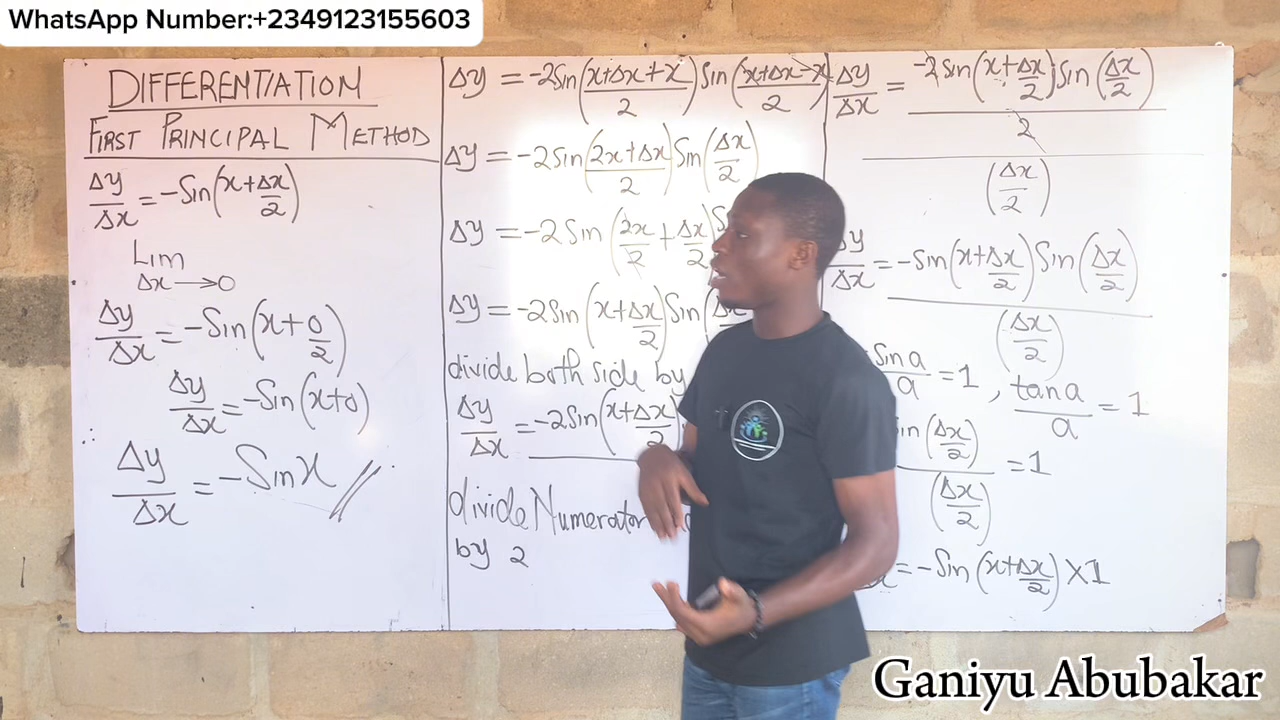 WhatsApp Number:+2349123155603
DIFFERENTIATION
FIRST PRINCIPAL METHOD
Δy/Δx = -Sin(x+Δx/2)
Lim
Δx→0
Δy/Δx = -Sin(x+0/2)
Δy/Δx = -Sin(x+0)
∴
Δy/Δx = -Sinx //
Δy = -2Sin((x+Δx+x)/2) Sin((x+Δx-x)/2)
Δy = -2Sin((2x+Δx)/2) Sin(Δx/2)
Δy = -2Sin(2x/2 + Δx/2)
Δy = -2Sin(x+Δx/2) Sin(Δx
divide both side by
Δy/Δx = -2Sin(x+Δx/2)
divide Numerator
by 2
Δy/Δx = -2Sin(x+Δx/2) Sin(Δx/2)
2
(Δx/2)
Δy/Δx = -Sin(x+Δx/2) Sin(Δx/2)
(Δx/2)
Sin a/a = 1, tan a/a = 1
in(Δx/2)/(Δx/2) = 1
= -Sin(x+Δx/2) X1
Ganiyu Abubakar